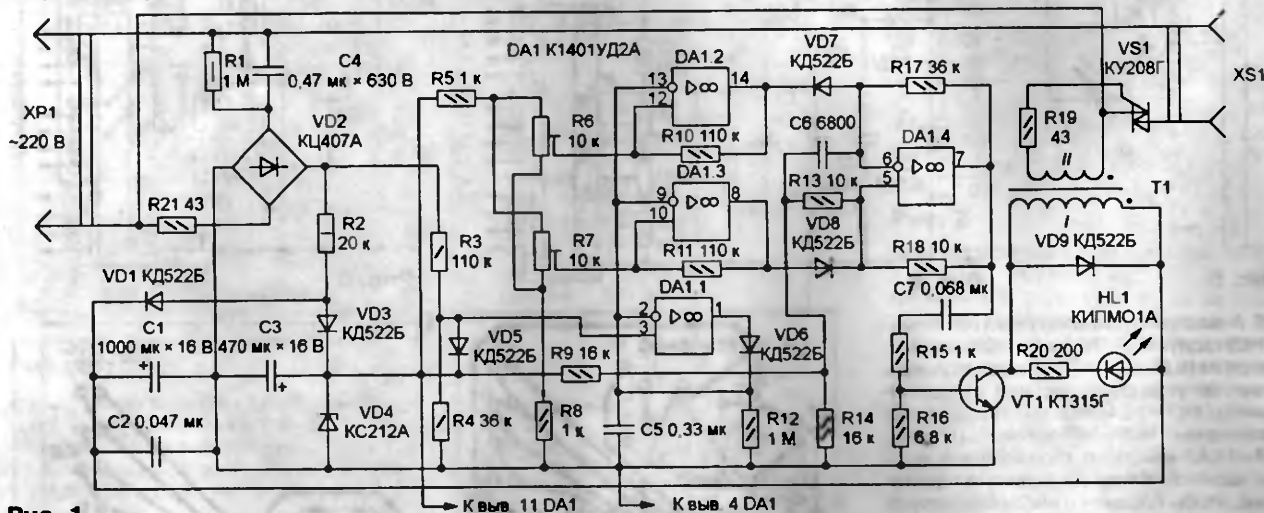 DA1 К1401УД2А
R1
1 М
C4
0,47 мк × 630 В
XP1
~220 В
VD2
КЦ407А
R21 43
R2
20 к
R3
110 к
VD1 КД522Б
VD3
КД522Б
C1
1000 мк × 16 В
C3
470 мк × 16 В
C2 0,047 мк
VD4
КС212А
R5 1 к
R6
10 к
R7
10 к
VD5
КД522Б
R4 36 к
R9 16 к
R8
1 к
C5 0,33 мк
DA1.2
13
12
14
R10 110 к
DA1.3
9
10
8
R11 110 к
DA1.1
2
3
1
VD6
КД522Б
R12
1 М
R14
16 к
VD7
КД522Б
C6 6800
R13 10 к
VD8
КД522Б
R17 36 к
DA1.4
6
5
7
R18 10 к
C7 0,068 мк
R15 1 к
R16
6,8 к
VT1 КТ315Г
VS1
КУ208Г
XS1
R19
43
II
T1
I
VD9 КД522Б
HL1
КИПМО1А
R20 200
К выв. 11 DA1
К выв. 4 DA1
Рис. 1